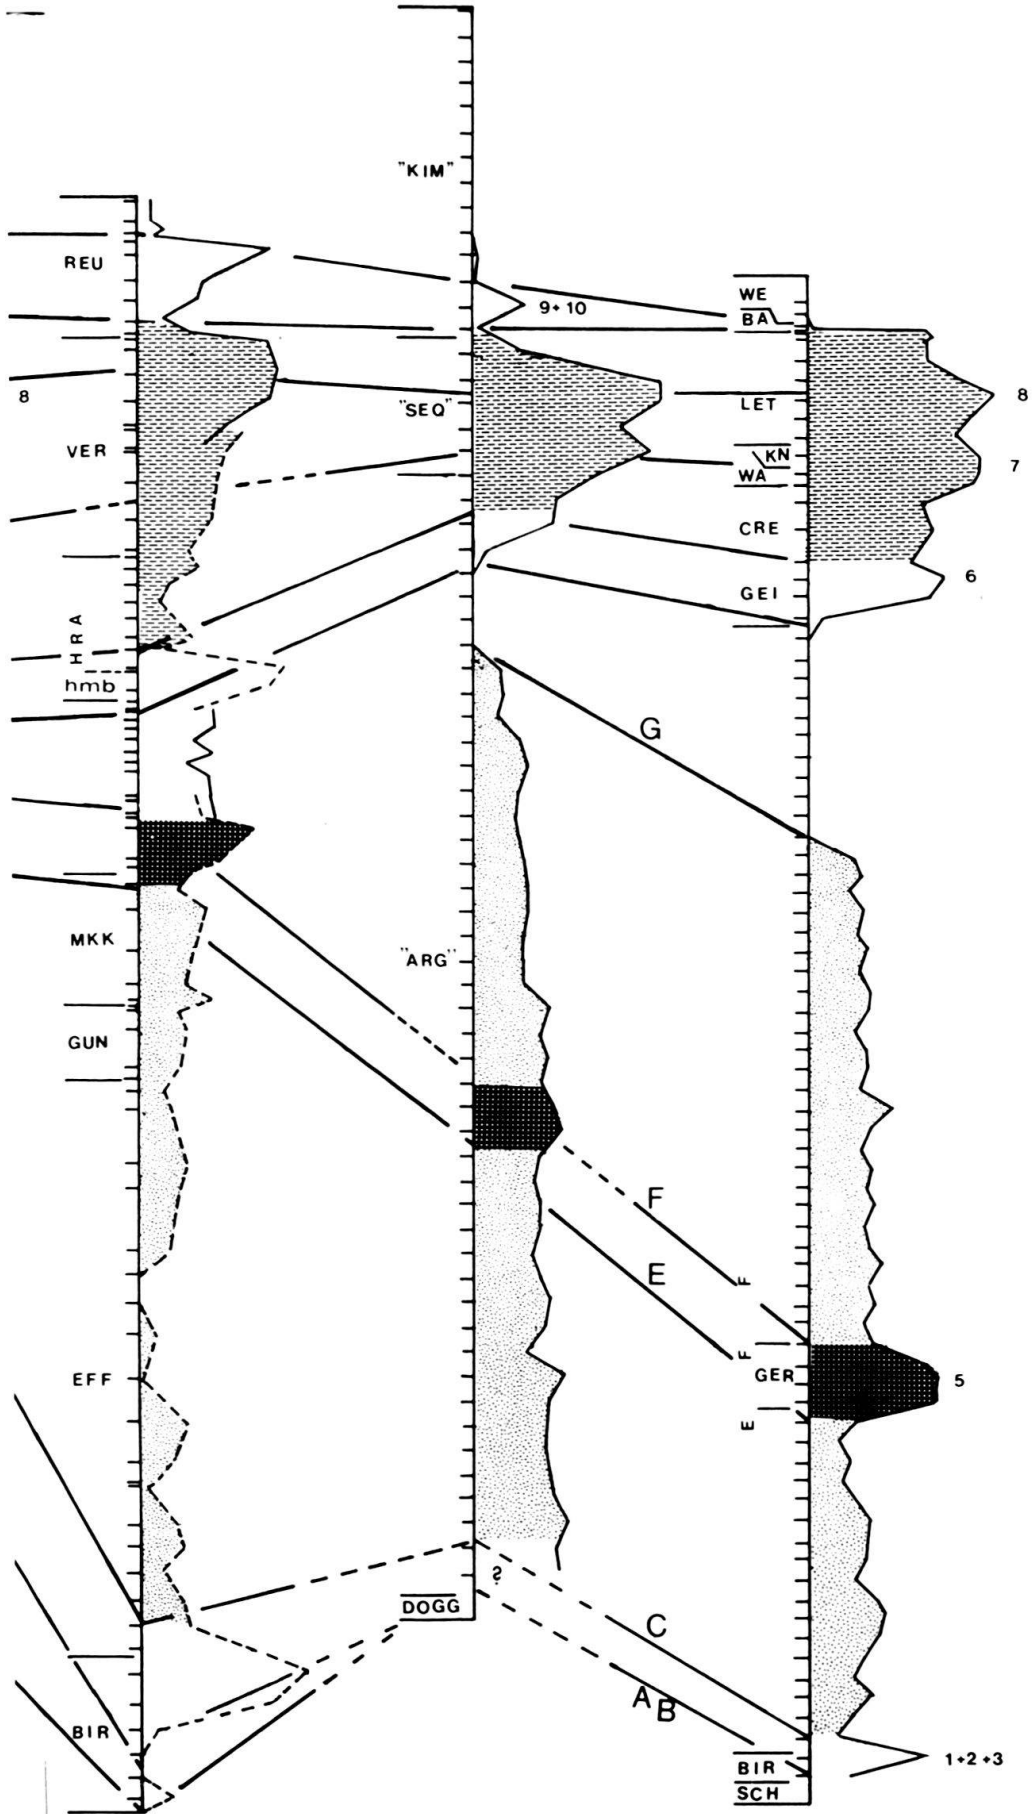 "KIM"
REU
WE
9+10
BA
8
"SEQ"
LET
8
VER
KN
7
WA
CRE
6
GEI
HRA
hmb
G
MKK
"ARG"
GUN
F
E
F
F
EFF
GER
5
E
?
DOGG
C
A B
BIR
BIR
1+2+3
SCH